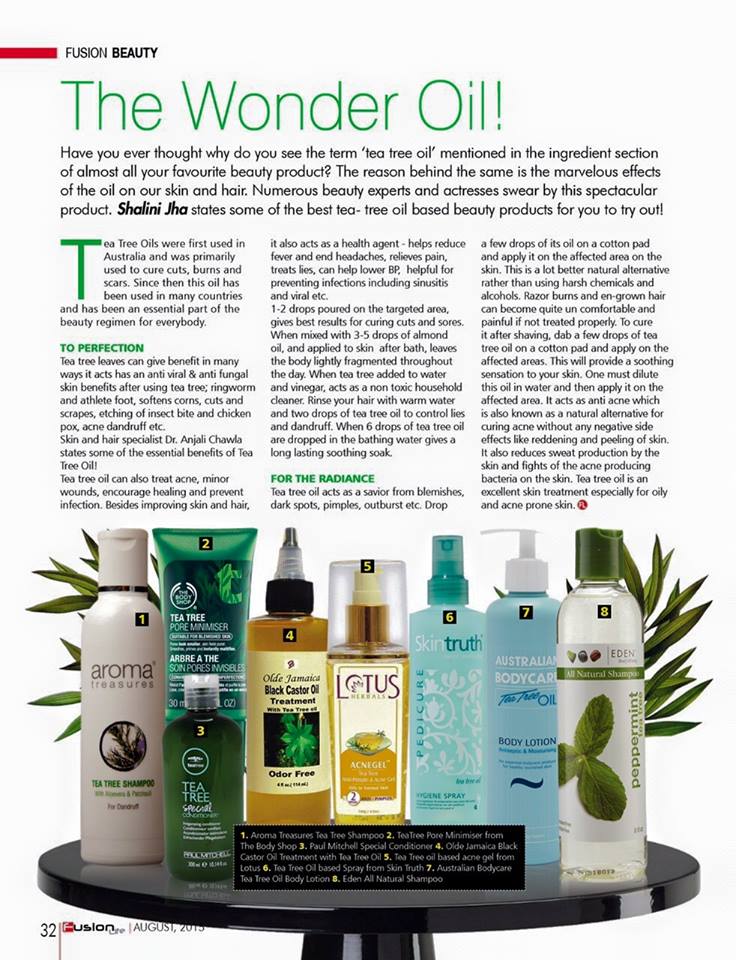 FUSION BEAUTY
The Wonder Oil!
Have you ever thought why do you see the term 'tea tree oil' mentioned in the ingredient section
of almost all your favourite beauty product? The reason behind the same is the marvelous effects
of the oil on our skin and hair. Numerous beauty experts and actresses swear by this spectacular
product. Shalini Jha states some of the best tea- tree oil based beauty products for you to try out!
Tea Tree Oils were first used in
Australia and was primarily
used to cure cuts, burns and
scars. Since then this oil has
been used in many countries
and has been an essential part of the
beauty regimen for everybody.
TO PERFECTION
Tea tree leaves can give benefit in many
ways it acts has an anti viral & anti fungal
skin benefits after using tea tree; ringworm
and athlete foot, softens corns, cuts and
scrapes, etching of insect bite and chicken
pox, acne dandruff etc.
Skin and hair specialist Dr. Anjali Chawla
states some of the essential benefits of Tea
Tree Oil!
Tea tree oil can also treat acne, minor
wounds, encourage healing and prevent
infection. Besides improving skin and hair,
it also acts as a health agent - helps reduce
fever and end headaches, relieves pain,
treats lies, can help lower BP, helpful for
preventing infections including sinusitis
and viral etc.
1-2 drops poured on the targeted area,
gives best results for curing cuts and sores.
When mixed with 3-5 drops of almond
oil, and applied to skin after bath, leaves
the body lightly fragmented throughout
the day. When tea tree added to water
and vinegar, acts as a non toxic household
cleaner. Rinse your hair with warm water
and two drops of tea tree oil to control lies
and dandruff. When 6 drops of tea tree oil
are dropped in the bathing water gives a
long lasting soothing soak.
FOR THE RADIANCE
Tea tree oil acts as a savior from blemishes,
dark spots, pimples, outburst etc. Drop
a few drops of its oil on a cotton pad
and apply it on the affected area on the
skin. This is a lot better natural alternative
rather than using harsh chemicals and
alcohols. Razor burns and en-grown hair
can become quite un comfortable and
painful if not treated properly. To cure
it after shaving, dab a few drops of tea
tree oil on a cotton pad and apply on the
affected areas. This will provide a soothing
sensation to your skin. One must dilute
this oil in water and then apply it on the
affected area. It acts as anti acne which
is also known as a natural alternative for
curing acne without any negative side
effects like reddening and peeling of skin.
It also reduces sweat production by the
skin and fights of the acne producing
bacteria on the skin. Tea tree oil is an
excellent skin treatment especially for oily
and acne prone skin. FL
1
aroma
treasures
TEA TREE SHAMPOO
With Aloevera & Patchouli
For Dandruff
2
THE BODY SHOP
TEA TREE
PORE MINIMISER
SUITABLE FOR BLEMISHED SKIN
ARBRE A THE
SOIN PORES INVISIBLES
3
TEA
TREE
special
CONDITIONER
PAUL MITCHELL
4
Olde Jamaica
Black Castor Oil
Treatment
With Tea Tree oil
Odor Free
4 fl. oz. (114 mL)
5
LOTUS
HERBALS
ACNEGEL
Tea Tree
6
Skintruth
PEDICURE
tea tree oil
HYGIENE SPRAY
7
AUSTRALIAN
BODYCARE
Tea Tree OIL
BODY LOTION
Antiseptic & Moisturising
8
EDEN
All Natural Shampoo
peppermint
tea tree
1. Aroma Treasures Tea Tree Shampoo 2. TeaTree Pore Minimiser from
The Body Shop 3. Paul Mitchell Special Conditioner 4. Olde Jamaica Black
Castor Oil Treatment with Tea Tree Oil 5. Tea Tree oil based acne gel from
Lotus 6. Tea Tree Oil based Spray from Skin Truth 7. Australian Bodycare
Tea Tree Oil Body Lotion 8. Eden All Natural Shampoo
32 Fusion Life | AUGUST, 2015